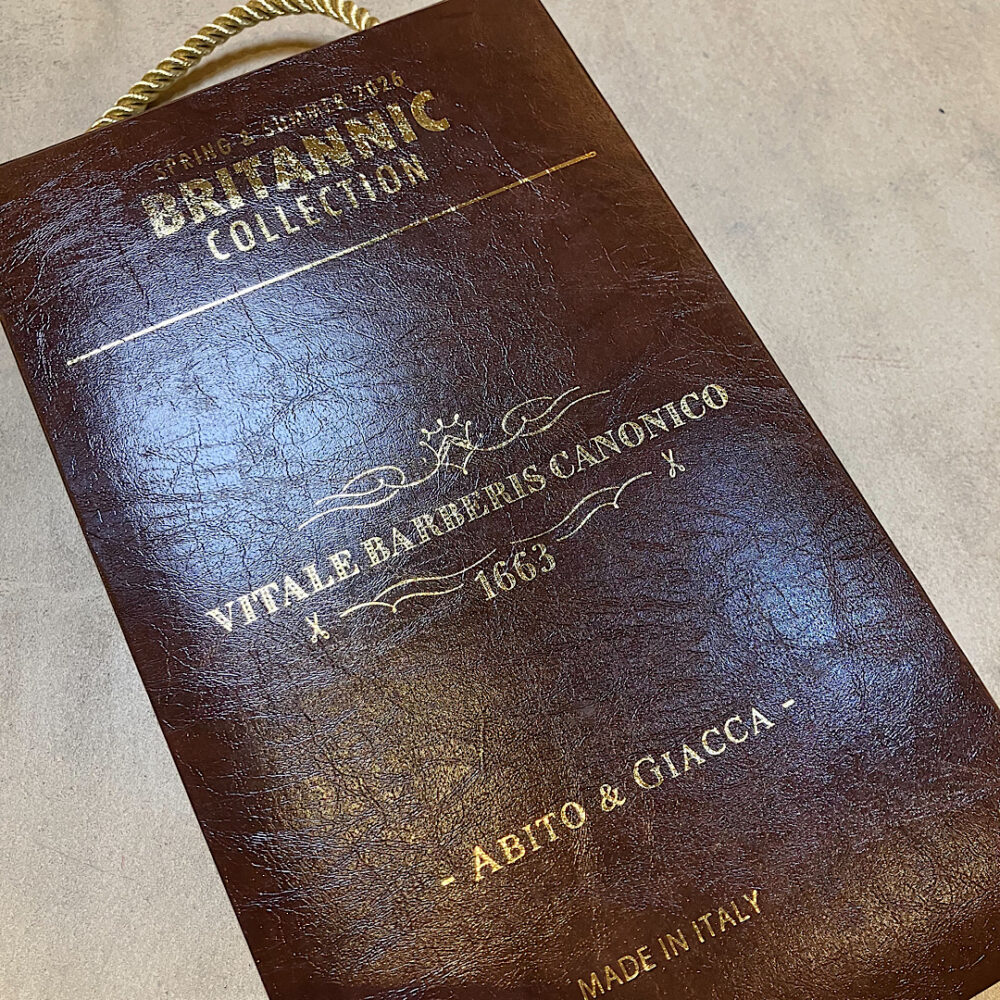 SPRING & SUMMER 2026
BRITANNIC
COLLECTION
VITALE BARBERIS CANONICO
1663
- ABITO & GIACCA -
MADE IN ITALY